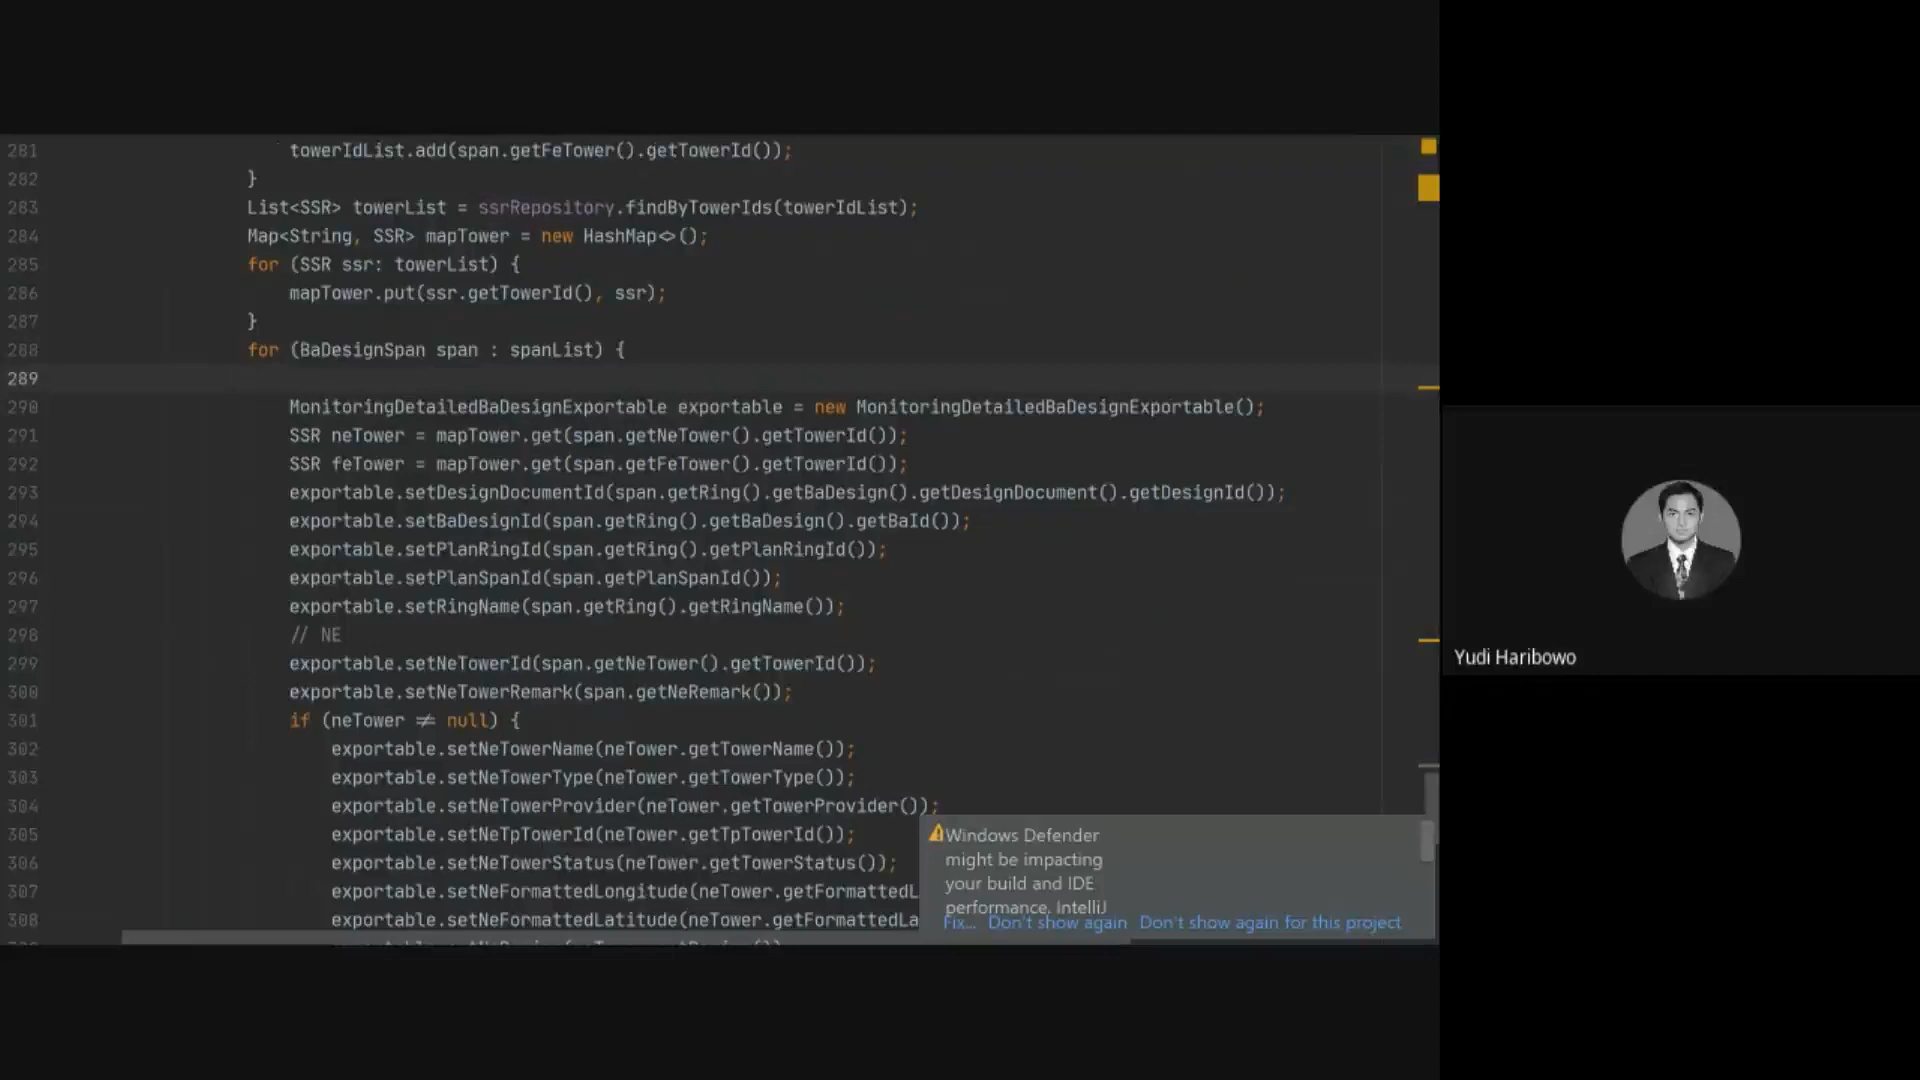 281 towerIdList.add(span.getFeTower().getTowerId());
282 }
283 List<SSR> towerList = ssrRepository.findByTowerIds(towerIdList);
284 Map<String, SSR> mapTower = new HashMap<>();
285 for (SSR ssr: towerList) {
286 mapTower.put(ssr.getTowerId(), ssr);
287 }
288 for (BaDesignSpan span : spanList) {
289
290 MonitoringDetailedBaDesignExportable exportable = new MonitoringDetailedBaDesignExportable();
291 SSR neTower = mapTower.get(span.getNeTower().getTowerId());
292 SSR feTower = mapTower.get(span.getFeTower().getTowerId());
293 exportable.setDesignDocumentId(span.getRing().getBaDesign().getDesignDocument().getDesignId());
294 exportable.setBaDesignId(span.getRing().getBaDesign().getBaId());
295 exportable.setPlanRingId(span.getRing().getPlanRingId());
296 exportable.setPlanSpanId(span.getPlanSpanId());
297 exportable.setRingName(span.getRing().getRingName());
298 // NE
299 exportable.setNeTowerId(span.getNeTower().getTowerId());
300 exportable.setNeTowerRemark(span.getNeRemark());
301 if (neTower ≠ null) {
302 exportable.setNeTowerName(neTower.getTowerName());
303 exportable.setNeTowerType(neTower.getTowerType());
304 exportable.setNeTowerProvider(neTower.getTowerProvider());
305 exportable.setNeTpTowerId(neTower.getTpTowerId());
306 exportable.setNeTowerStatus(neTower.getTowerStatus());
307 exportable.setNeFormattedLongitude(neTower.getFormattedL
308 exportable.setNeFormattedLatitude(neTower.getFormattedLa
Windows Defender
might be impacting
your build and IDE
performance. IntelliJ
Fix... Don't show again Don't show again for this project
Yudi Haribowo